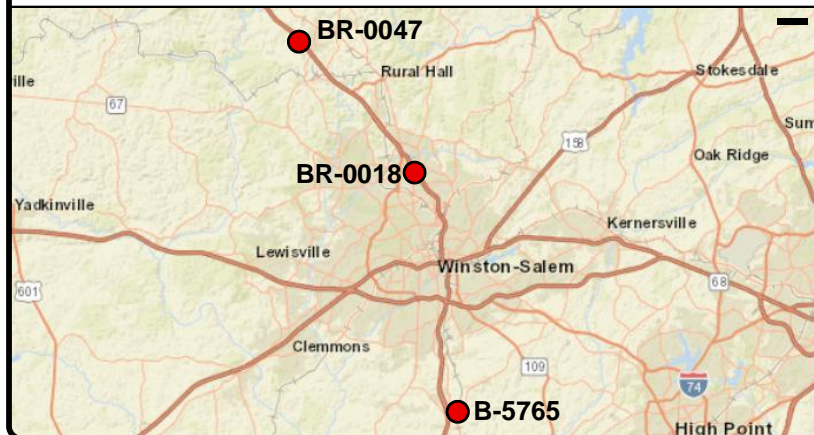 BR-0047
Rural Hall
Stokesdale
ville
67
Sum
158
Oak Ridge
BR-0018
Yadkinville
Kernersville
Lewisville
Winston-Salem
68
601
Clemmons
109
74
B-5765
High Point